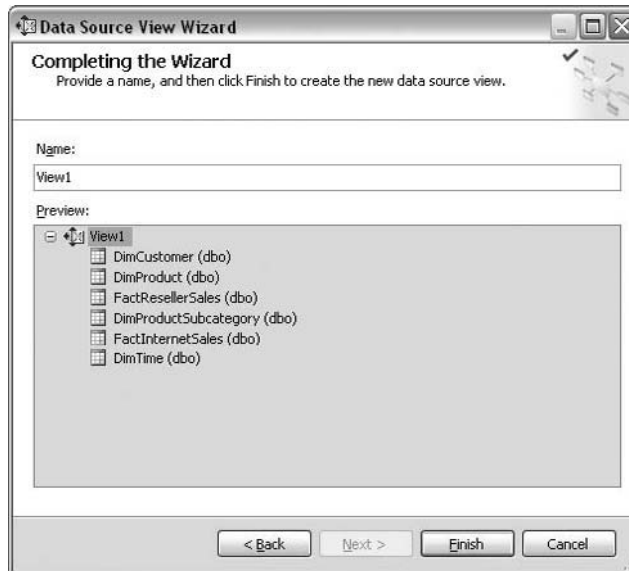 Data Source View Wizard
Completing the Wizard
Provide a name, and then click Finish to create the new data source view.
Name:
View1
Preview:
View1
DimCustomer (dbo)
DimProduct (dbo)
FactResellerSales (dbo)
DimProductSubcategory (dbo)
FactInternetSales (dbo)
DimTime (dbo)
< Back Next > Finish Cancel